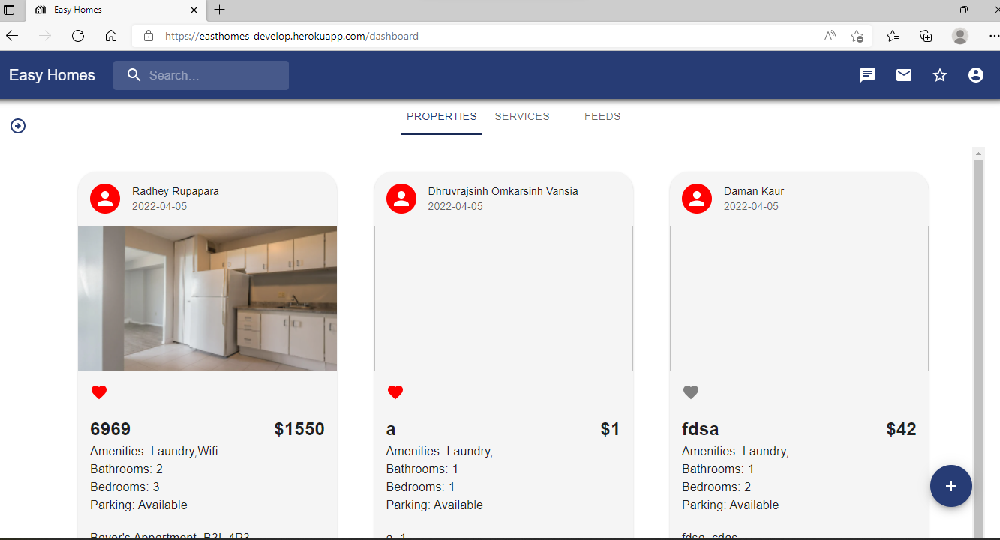 Easy Homes
https://easthomes-develop.herokuapp.com/dashboard
Easy Homes
Search...
PROPERTIES SERVICES FEEDS
Radhey Rupapara
2022-04-05
6969 $1550
Amenities: Laundry,Wifi
Bathrooms: 2
Bedrooms: 3
Parking: Available
Dhruvrajsinh Omkarsinh Vansia
2022-04-05
a $1
Amenities: Laundry,
Bathrooms: 1
Bedrooms: 1
Parking: Available
Daman Kaur
2022-04-05
fdsa $42
Amenities: Laundry,
Bathrooms: 1
Bedrooms: 2
Parking: Available